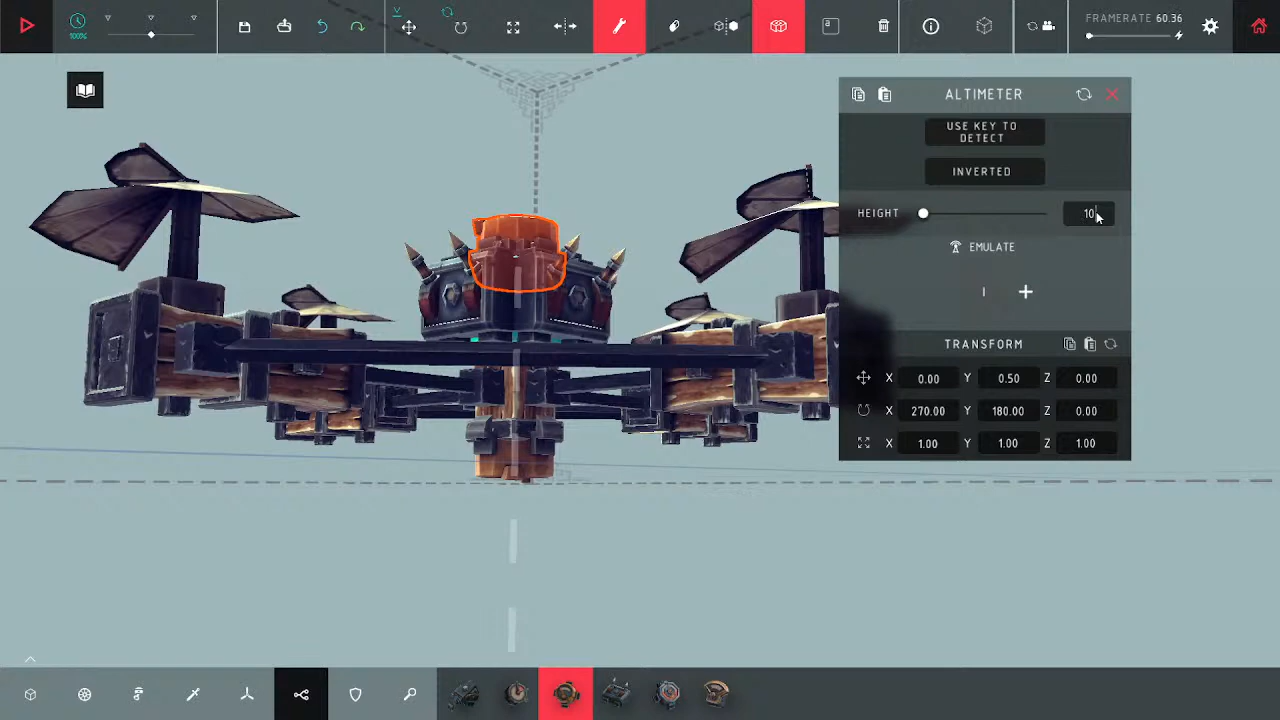 100%
FRAMERATE 60.36
ALTIMETER
USE KEY TO
DETECT
INVERTED
HEIGHT 10
EMULATE
I +
TRANSFORM
X 0.00 Y 0.50 Z 0.00
X 270.00 Y 180.00 Z 0.00
X 1.00 Y 1.00 Z 1.00